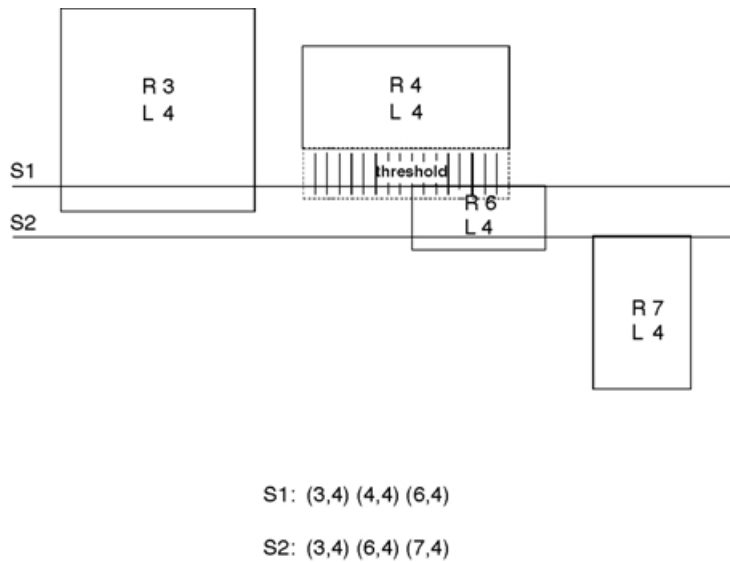 R 3
L 4
R 4
L 4
threshold
S1
R 6
L 4
S2
R 7
L 4
S1: (3,4) (4,4) (6,4)
S2: (3,4) (6,4) (7,4)